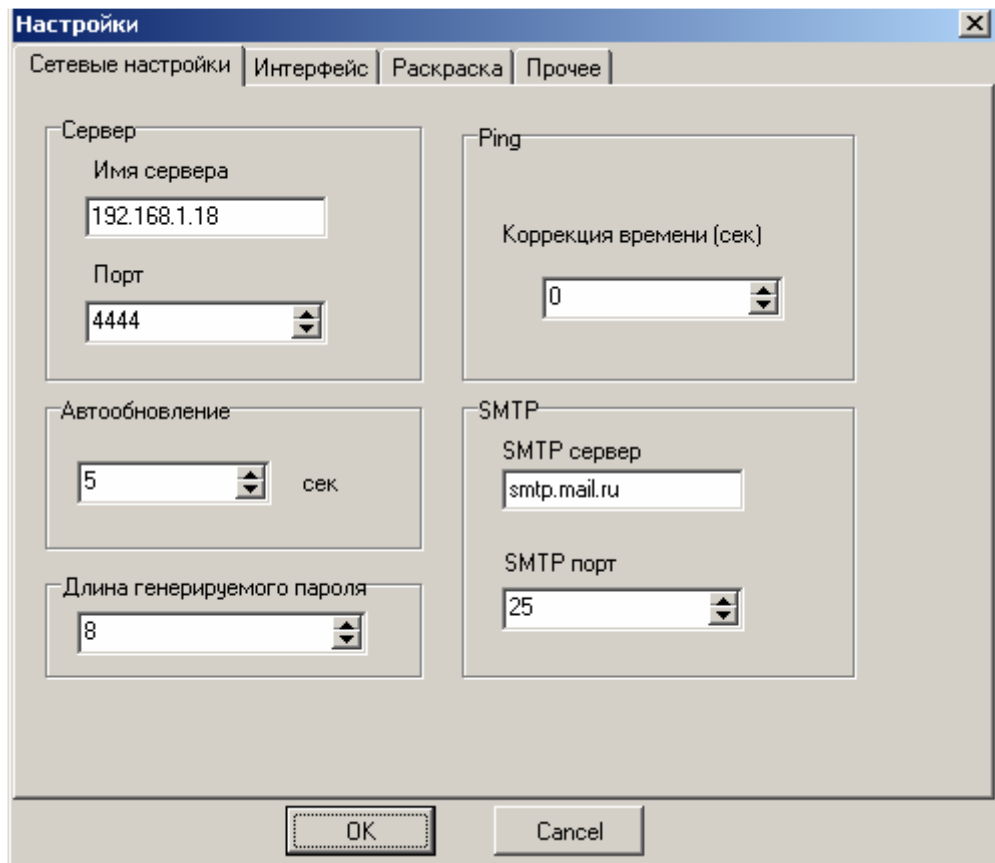 Настройки
Сетевые настройки Интерфейс Раскраска Прочее
Сервер
Имя сервера
192.168.1.18
Порт
4444
Ping
Коррекция времени (сек)
0
Автообновление
5 сек
SMTP
SMTP сервер
smtp.mail.ru
SMTP порт
25
Длина генерируемого пароля
8
OK Cancel